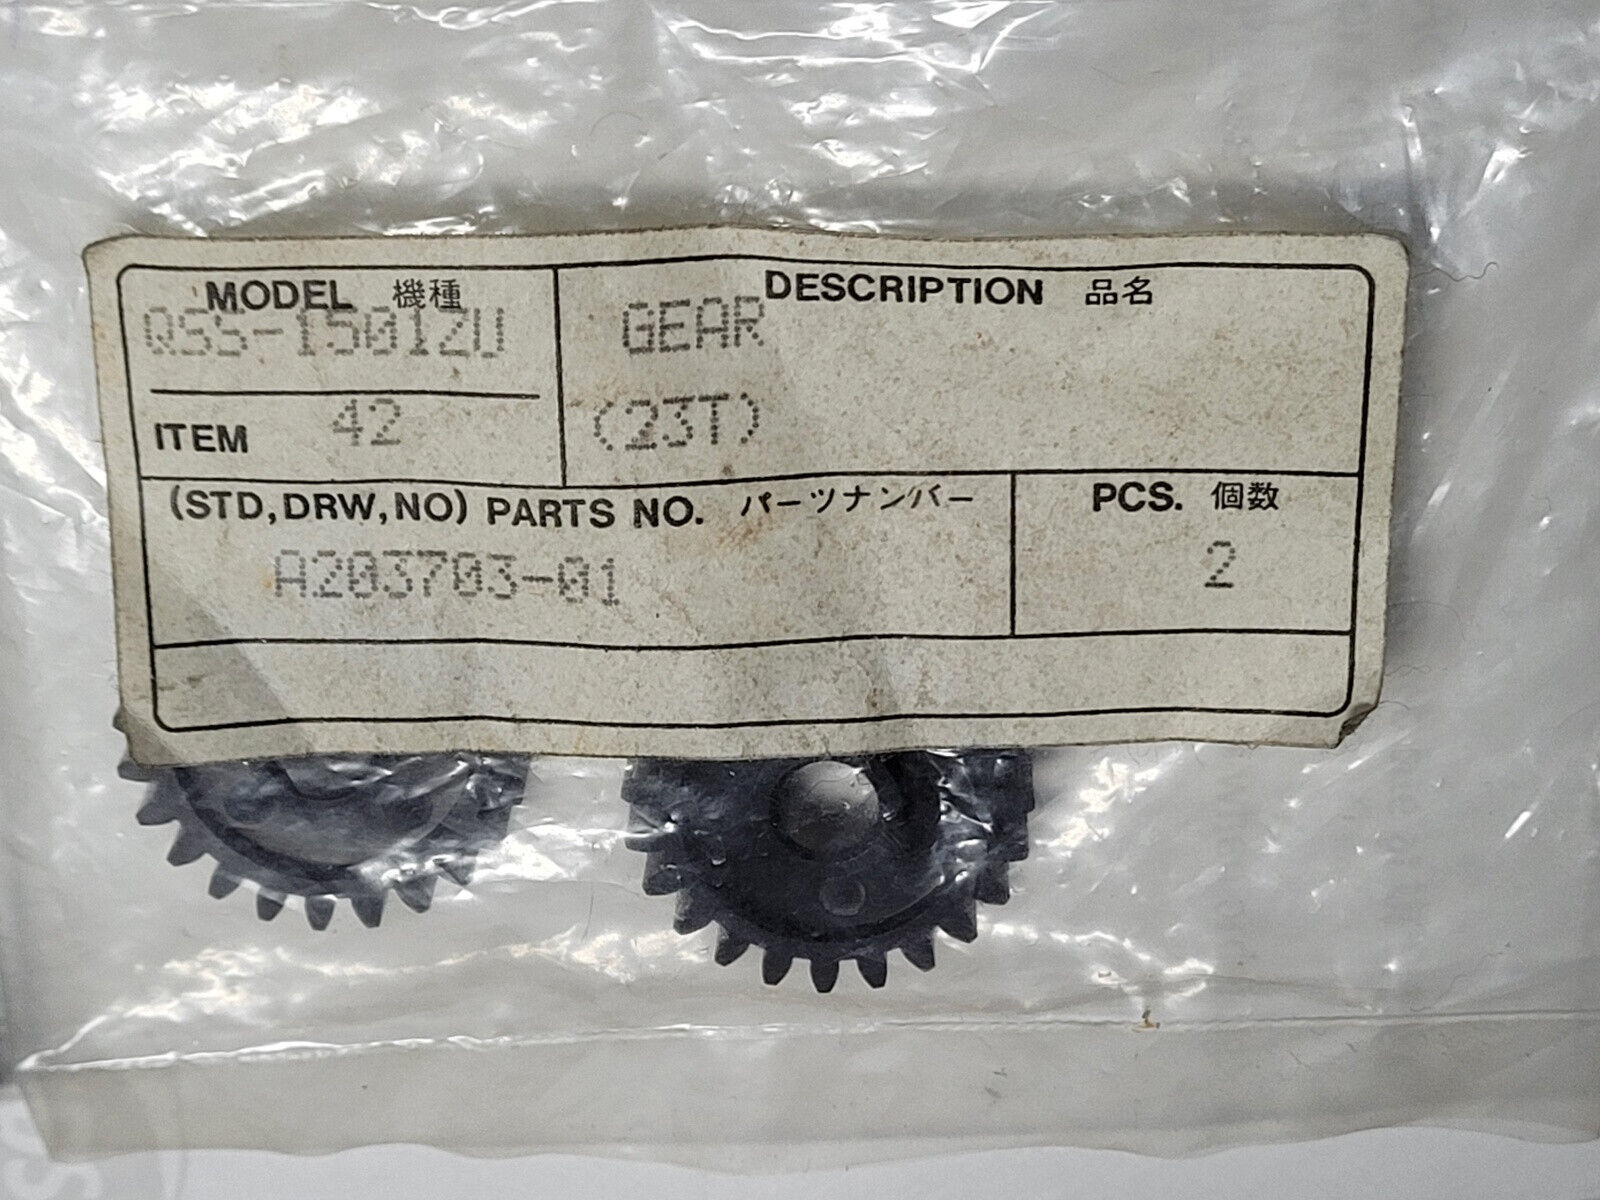 MODEL 機種
QSS-15012U
ITEM 42
DESCRIPTION 品名
GEAR
(23T)
(STD,DRW,NO) PARTS NO. パーツナンバー
A203703-01
PCS. 個数
2